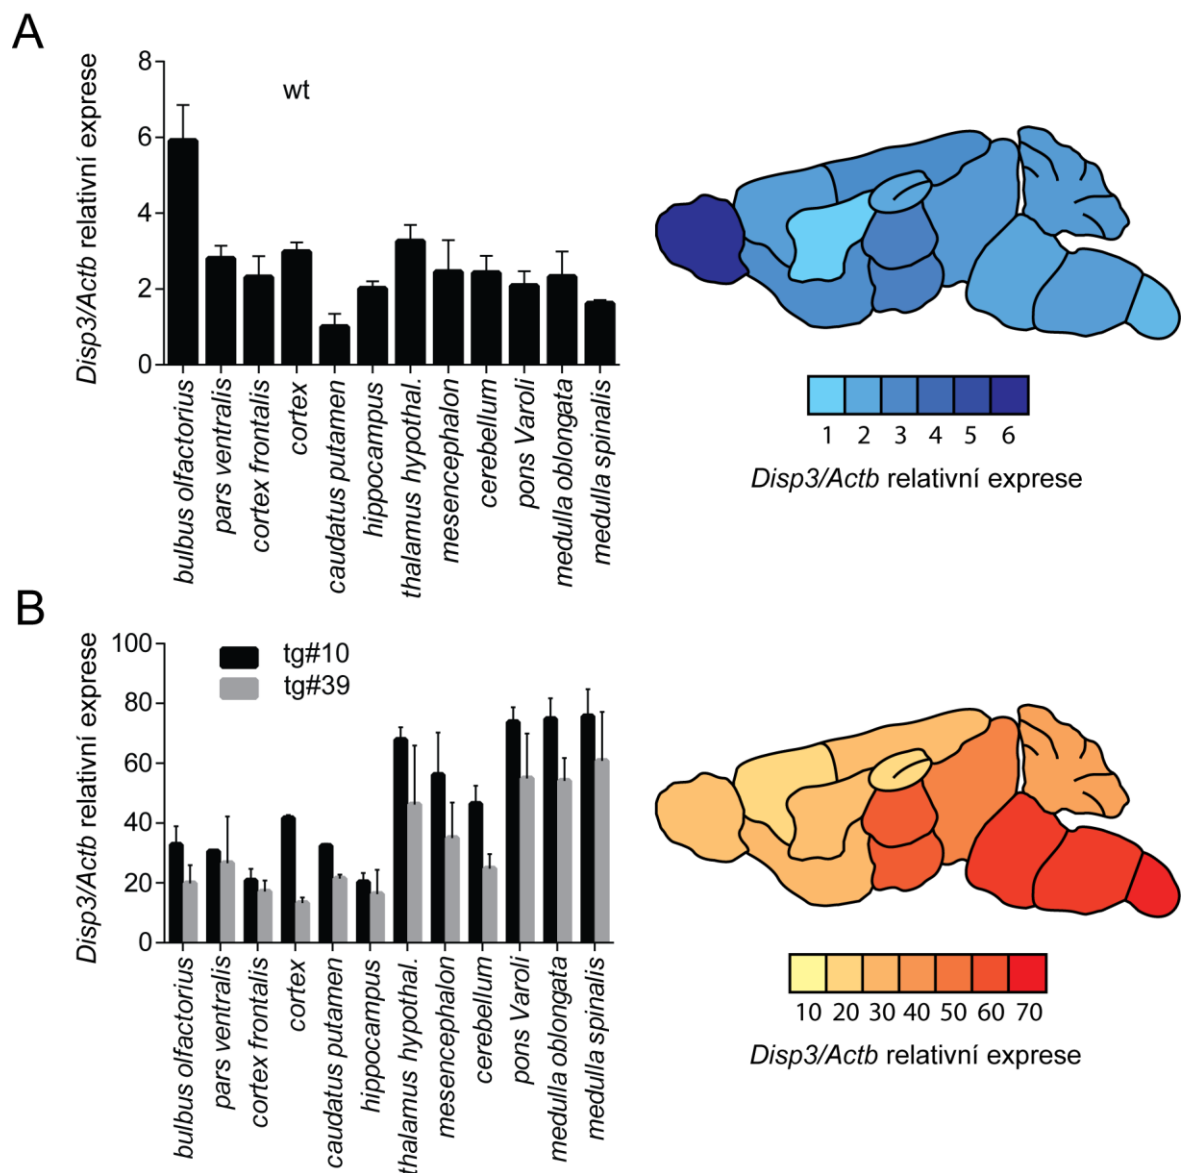 A
Disp3/Actb relativní exprese
8
6
4
2
0
wt
bulbus olfactorius
pars ventralis
cortex frontalis
cortex
caudatus putamen
hippocampus
thalamus hypothal.
mesencephalon
cerebellum
pons Varoli
medulla oblongata
medulla spinalis
1 2 3 4 5 6
Disp3/Actb relativní exprese
B
Disp3/Actb relativní exprese
100
80
60
40
20
0
tg#10
tg#39
bulbus olfactorius
pars ventralis
cortex frontalis
cortex
caudatus putamen
hippocampus
thalamus hypothal.
mesencephalon
cerebellum
pons Varoli
medulla oblongata
medulla spinalis
10 20 30 40 50 60 70
Disp3/Actb relativní exprese